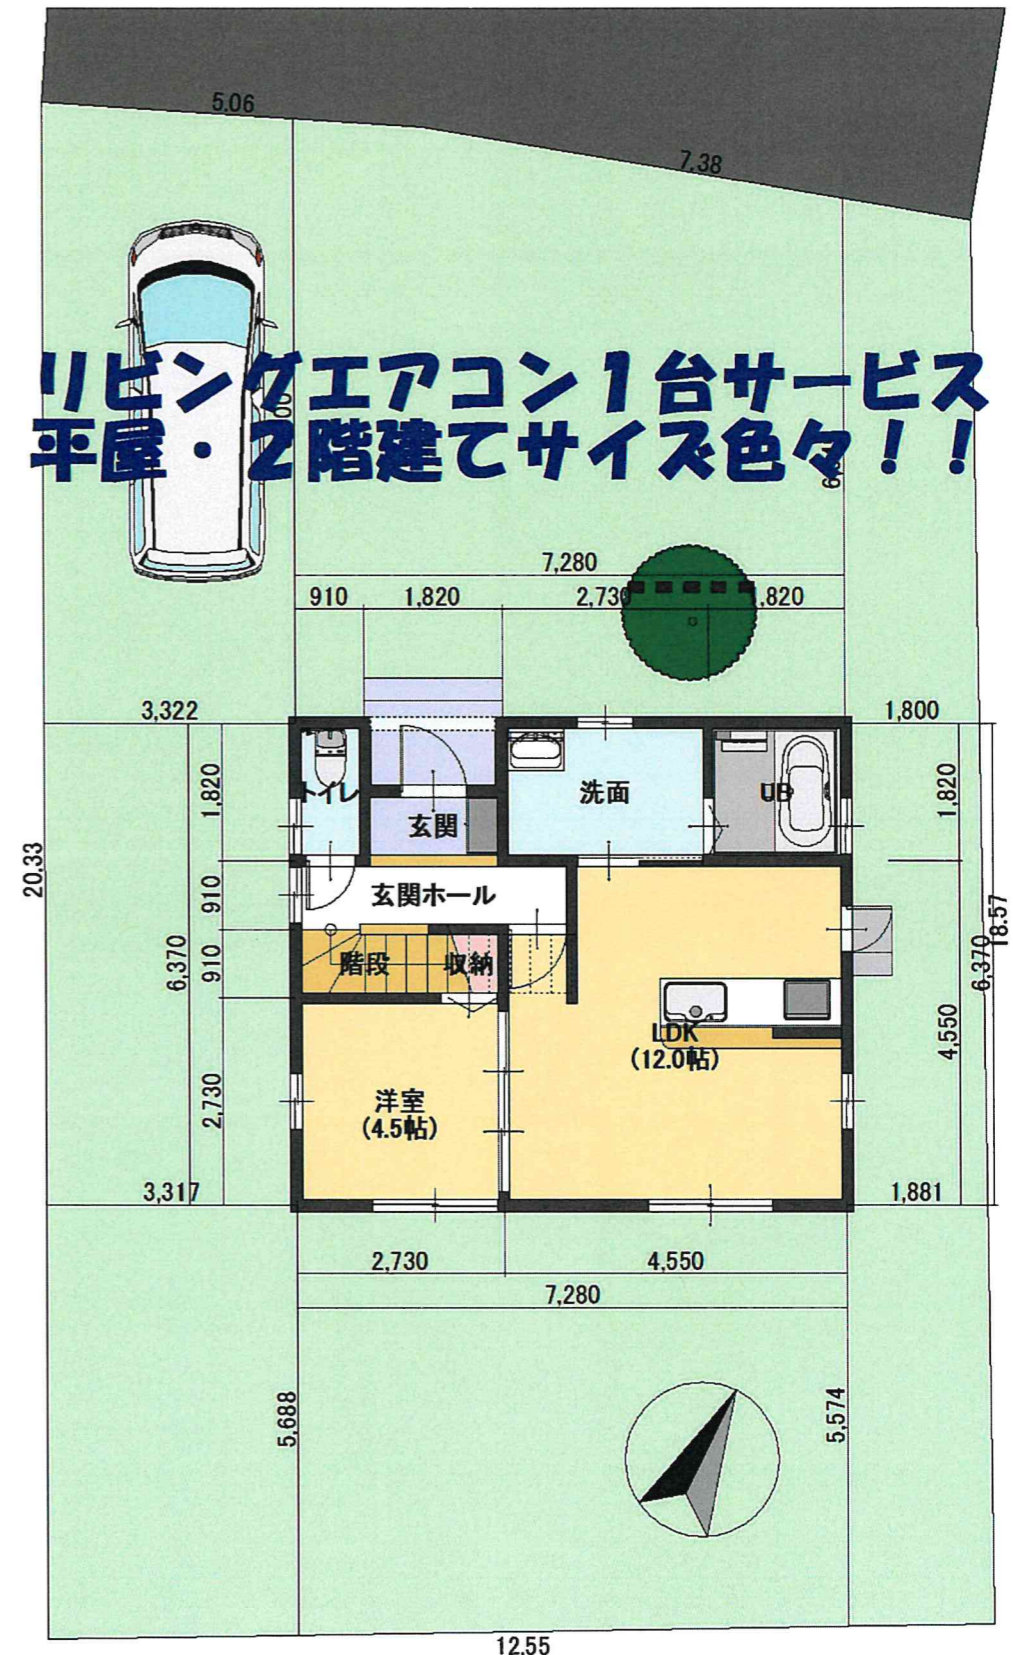 5.06
7.38
リビングエアコン１台サービス
平屋・２階建てサイズ色々！！
7,280
910 1,820 2,730 1,820
3,322
1,800
1,820
トイレ
玄関
洗面
UB
1,820
20.33
910
玄関ホール
18.57
6,370
910
階段
収納
6,370
LDK
(12.0帖)
4,550
2,730
洋室
(4.5帖)
3,317
1,881
2,730
4,550
7,280
5,688
5,574
12.55